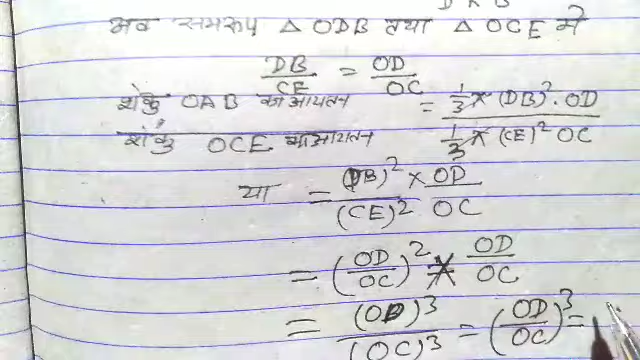 अब समरूप △ ODB तथा △ OCE में
DB/CE = OD/OC
शंकु OAB का आयतन / शंकु OCE का आयतन = 1/3 π (DB)². OD / 1/3 π (CE)² OC
या = (DB)² × OD / (CE)² OC
= (OD/OC)² × OD/OC
= (OD)³/(OC)³ = (OD/OC)³ =